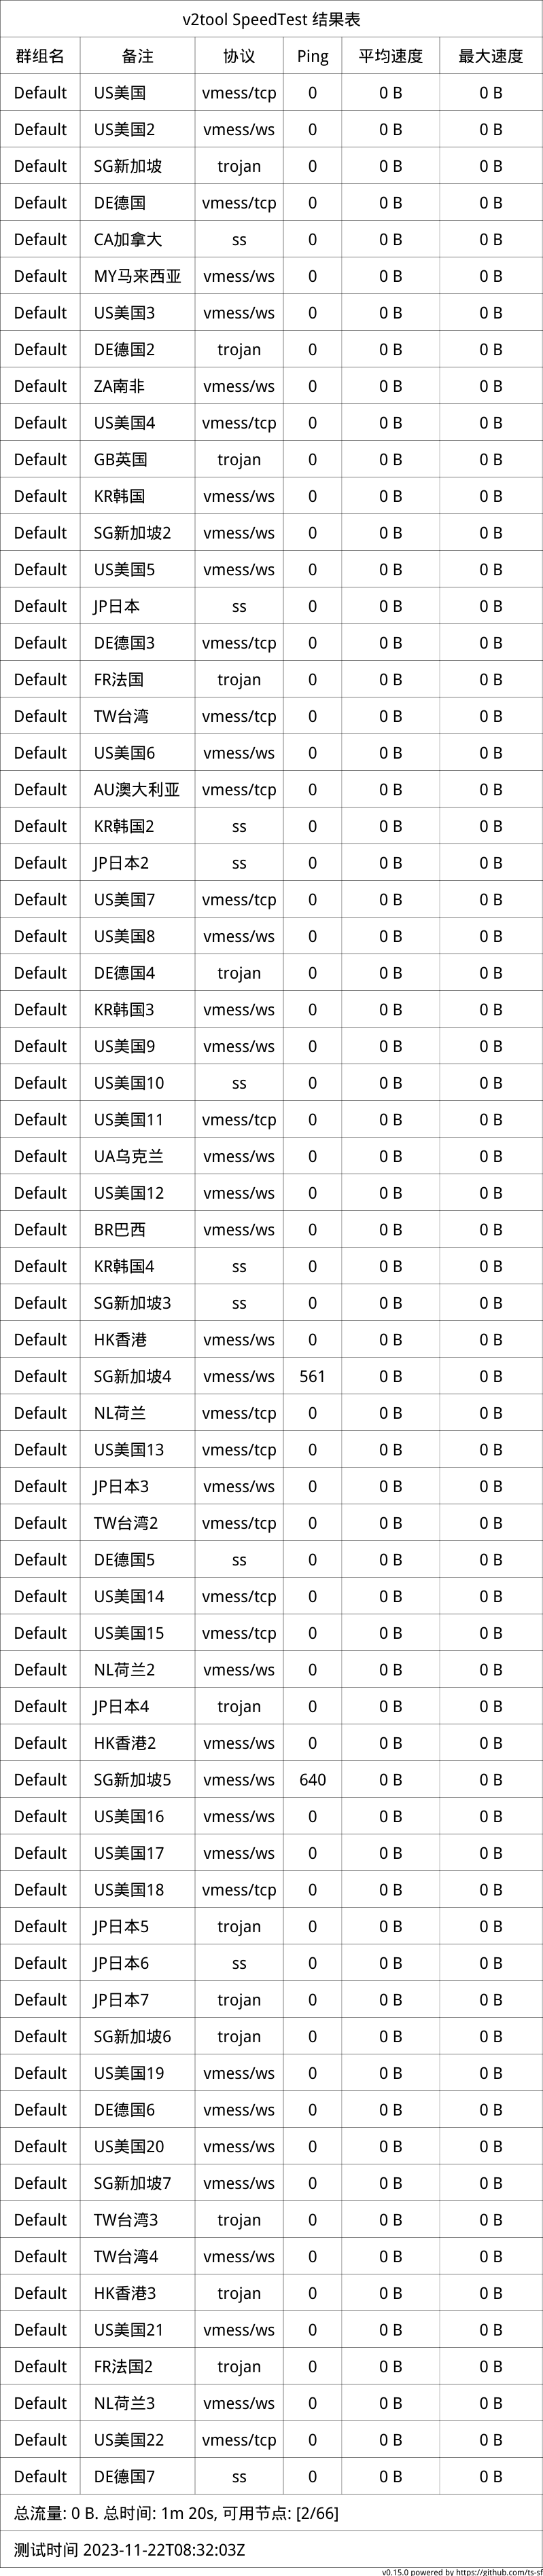 v2tool SpeedTest 结果表
群组名 备注 协议 Ping 平均速度 最大速度
Default US美国 vmess/tcp 0 0 B 0 B
Default US美国2 vmess/ws 0 0 B 0 B
Default SG新加坡 trojan 0 0 B 0 B
Default DE德国 vmess/tcp 0 0 B 0 B
Default CA加拿大 ss 0 0 B 0 B
Default MY马来西亚 vmess/ws 0 0 B 0 B
Default US美国3 vmess/ws 0 0 B 0 B
Default DE德国2 trojan 0 0 B 0 B
Default ZA南非 vmess/ws 0 0 B 0 B
Default US美国4 vmess/tcp 0 0 B 0 B
Default GB英国 trojan 0 0 B 0 B
Default KR韩国 vmess/ws 0 0 B 0 B
Default SG新加坡2 vmess/ws 0 0 B 0 B
Default US美国5 vmess/ws 0 0 B 0 B
Default JP日本 ss 0 0 B 0 B
Default DE德国3 vmess/tcp 0 0 B 0 B
Default FR法国 trojan 0 0 B 0 B
Default TW台湾 vmess/tcp 0 0 B 0 B
Default US美国6 vmess/ws 0 0 B 0 B
Default AU澳大利亚 vmess/tcp 0 0 B 0 B
Default KR韩国2 ss 0 0 B 0 B
Default JP日本2 ss 0 0 B 0 B
Default US美国7 vmess/tcp 0 0 B 0 B
Default US美国8 vmess/ws 0 0 B 0 B
Default DE德国4 trojan 0 0 B 0 B
Default KR韩国3 vmess/ws 0 0 B 0 B
Default US美国9 vmess/ws 0 0 B 0 B
Default US美国10 ss 0 0 B 0 B
Default US美国11 vmess/tcp 0 0 B 0 B
Default UA乌克兰 vmess/ws 0 0 B 0 B
Default US美国12 vmess/ws 0 0 B 0 B
Default BR巴西 vmess/ws 0 0 B 0 B
Default KR韩国4 ss 0 0 B 0 B
Default SG新加坡3 ss 0 0 B 0 B
Default HK香港 vmess/ws 0 0 B 0 B
Default SG新加坡4 vmess/ws 561 0 B 0 B
Default NL荷兰 vmess/tcp 0 0 B 0 B
Default US美国13 vmess/tcp 0 0 B 0 B
Default JP日本3 vmess/ws 0 0 B 0 B
Default TW台湾2 vmess/tcp 0 0 B 0 B
Default DE德国5 ss 0 0 B 0 B
Default US美国14 vmess/tcp 0 0 B 0 B
Default US美国15 vmess/tcp 0 0 B 0 B
Default NL荷兰2 vmess/ws 0 0 B 0 B
Default JP日本4 trojan 0 0 B 0 B
Default HK香港2 vmess/ws 0 0 B 0 B
Default SG新加坡5 vmess/ws 640 0 B 0 B
Default US美国16 vmess/ws 0 0 B 0 B
Default US美国17 vmess/ws 0 0 B 0 B
Default US美国18 vmess/tcp 0 0 B 0 B
Default JP日本5 trojan 0 0 B 0 B
Default JP日本6 ss 0 0 B 0 B
Default JP日本7 trojan 0 0 B 0 B
Default SG新加坡6 trojan 0 0 B 0 B
Default US美国19 vmess/ws 0 0 B 0 B
Default DE德国6 vmess/ws 0 0 B 0 B
Default US美国20 vmess/ws 0 0 B 0 B
Default SG新加坡7 vmess/ws 0 0 B 0 B
Default TW台湾3 trojan 0 0 B 0 B
Default TW台湾4 vmess/ws 0 0 B 0 B
Default HK香港3 trojan 0 0 B 0 B
Default US美国21 vmess/ws 0 0 B 0 B
Default FR法国2 trojan 0 0 B 0 B
Default NL荷兰3 vmess/ws 0 0 B 0 B
Default US美国22 vmess/tcp 0 0 B 0 B
Default DE德国7 ss 0 0 B 0 B
总流量: 0 B. 总时间: 1m 20s, 可用节点: [2/66]
测试时间 2023-11-22T08:32:03Z
v0.15.0 powered by https://github.com/ts-sf